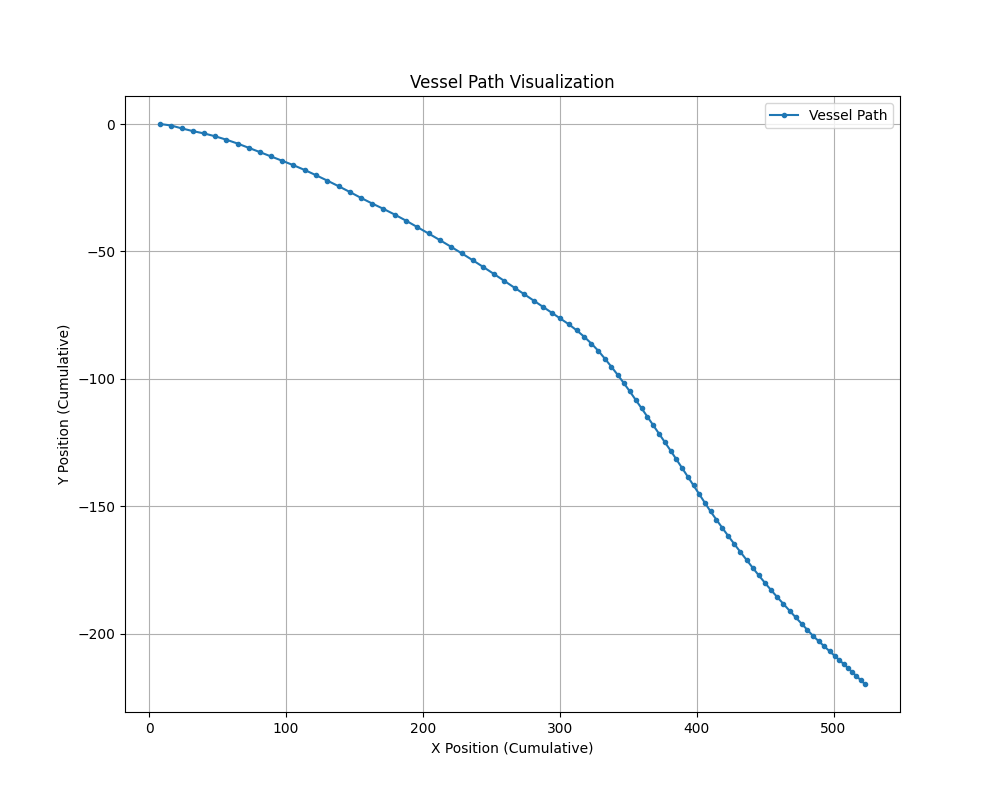 Vessel Path Visualization
Vessel Path
0
−50
−100
−150
−200
Y Position (Cumulative)
0
100
200
300
400
500
X Position (Cumulative)